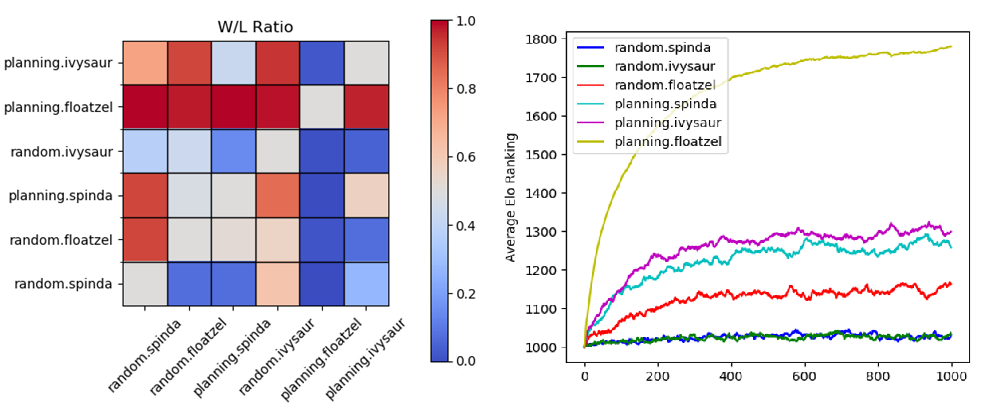 W/L Ratio
planning.ivysaur
planning.floatzel
random.ivysaur
planning.spinda
random.floatzel
random.spinda
random.spinda
random.floatzel
planning.spinda
random.ivysaur
planning.floatzel
planning.ivysaur
1.0
0.8
0.6
0.4
0.2
0.0
Average Elo Ranking
1800
1700
1600
1500
1400
1300
1200
1100
1000
random.spinda
random.ivysaur
random.floatzel
planning.spinda
planning.ivysaur
planning.floatzel
0 200 400 600 800 1000